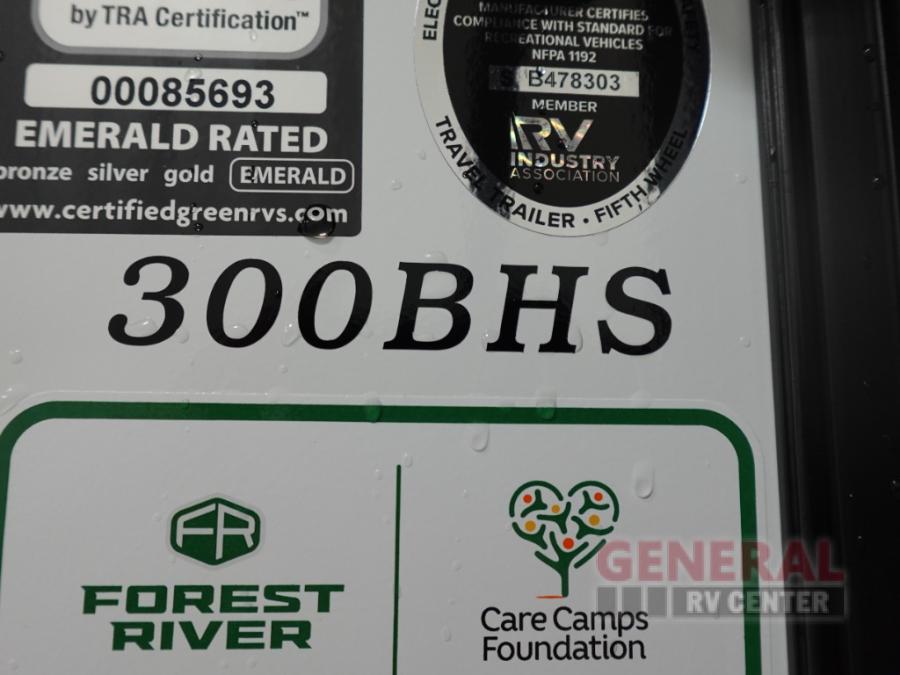 by TRA Certification™
00085693
EMERALD RATED
bronze silver gold EMERALD
www.certifiedgreenrvs.com
MANUFACTURER CERTIFIES
COMPLIANCE WITH STANDARD FOR
RECREATIONAL VEHICLES
NFPA 1192
B478303
MEMBER
RV
INDUSTRY
ASSOCIATION
TRAVEL TRAILER • FIFTH WHEEL
300BHS
FR
FOREST
RIVER
Care Camps
Foundation
GENERAL
RV CENTER